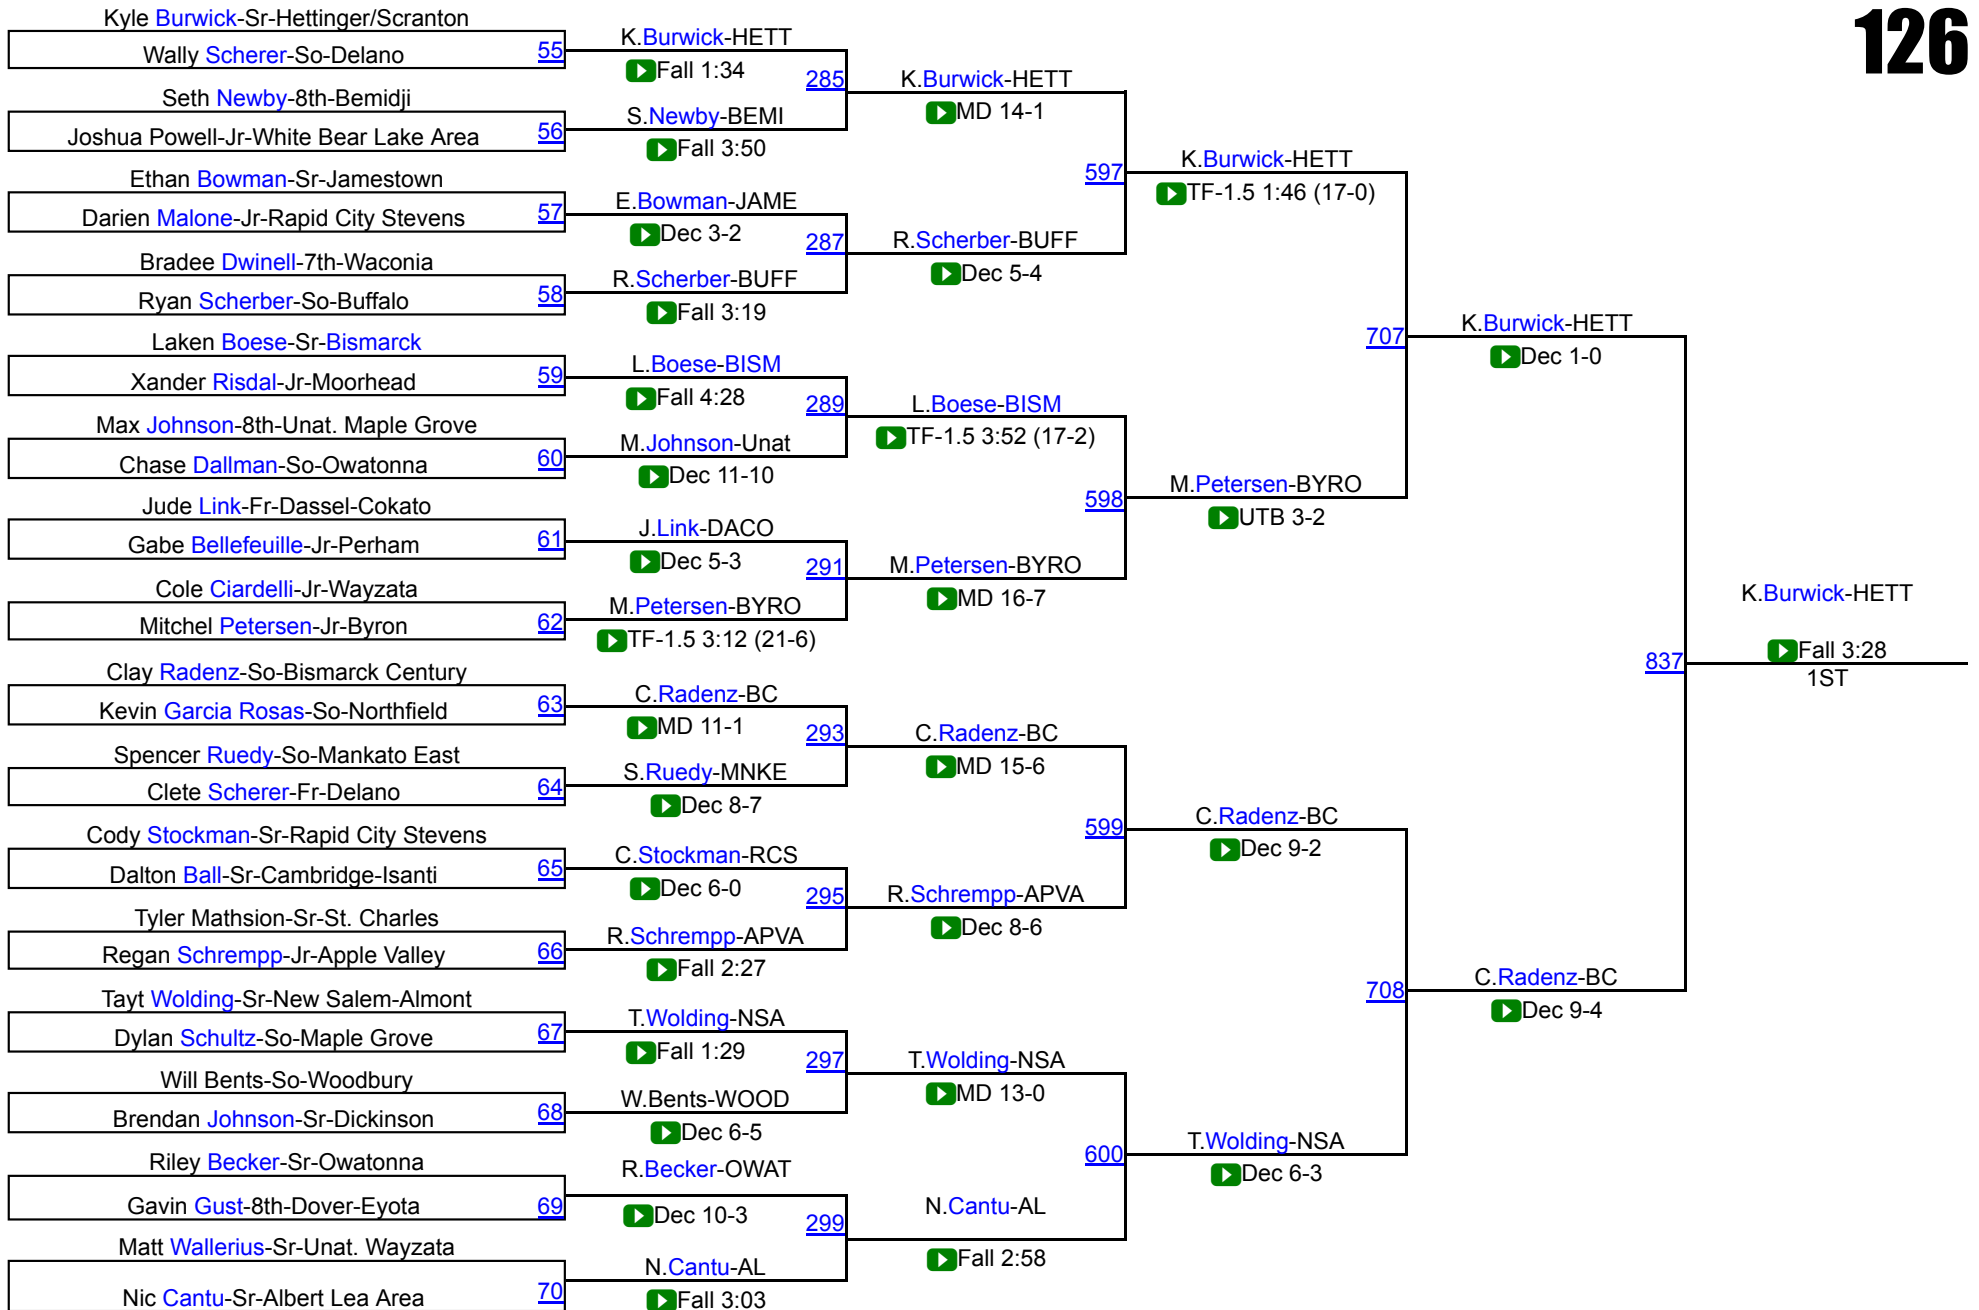 126
Kyle Burwick-Sr-Hettinger/Scranton
Wally Scherer-So-Delano 55
Seth Newby-8th-Bemidji
Joshua Powell-Jr-White Bear Lake Area 56
Ethan Bowman-Sr-Jamestown
Darien Malone-Jr-Rapid City Stevens 57
Bradee Dwinell-7th-Waconia
Ryan Scherber-So-Buffalo 58
Laken Boese-Sr-Bismarck
Xander Risdal-Jr-Moorhead 59
Max Johnson-8th-Unat. Maple Grove
Chase Dallman-So-Owatonna 60
Jude Link-Fr-Dassel-Cokato
Gabe Bellefeuille-Jr-Perham 61
Cole Ciardelli-Jr-Wayzata
Mitchel Petersen-Jr-Byron 62
Clay Radenz-So-Bismarck Century
Kevin Garcia Rosas-So-Northfield 63
Spencer Ruedy-So-Mankato East
Clete Scherer-Fr-Delano 64
Cody Stockman-Sr-Rapid City Stevens
Dalton Ball-Sr-Cambridge-Isanti 65
Tyler Mathsion-Sr-St. Charles
Regan Schrempp-Jr-Apple Valley 66
Tayt Wolding-Sr-New Salem-Almont
Dylan Schultz-So-Maple Grove 67
Will Bents-So-Woodbury
Brendan Johnson-Sr-Dickinson 68
Riley Becker-Sr-Owatonna
Gavin Gust-8th-Dover-Eyota 69
Matt Wallerius-Sr-Unat. Wayzata
Nic Cantu-Sr-Albert Lea Area 70
K.Burwick-HETT
Fall 1:34
285
S.Newby-BEMI
Fall 3:50
E.Bowman-JAME
Dec 3-2
287
R.Scherber-BUFF
Fall 3:19
L.Boese-BISM
Fall 4:28
289
M.Johnson-Unat
Dec 11-10
J.Link-DACO
Dec 5-3
291
M.Petersen-BYRO
TF-1.5 3:12 (21-6)
C.Radenz-BC
MD 11-1
293
S.Ruedy-MNKE
Dec 8-7
C.Stockman-RCS
Dec 6-0
295
R.Schrempp-APVA
Fall 2:27
T.Wolding-NSA
Fall 1:29
297
W.Bents-WOOD
Dec 6-5
R.Becker-OWAT
Dec 10-3
299
N.Cantu-AL
Fall 3:03
K.Burwick-HETT
MD 14-1
597
R.Scherber-BUFF
Dec 5-4
L.Boese-BISM
TF-1.5 3:52 (17-2)
598
M.Petersen-BYRO
MD 16-7
C.Radenz-BC
MD 15-6
599
R.Schrempp-APVA
Dec 8-6
T.Wolding-NSA
MD 13-0
600
N.Cantu-AL
Fall 2:58
K.Burwick-HETT
TF-1.5 1:46 (17-0)
707
M.Petersen-BYRO
UTB 3-2
C.Radenz-BC
Dec 9-2
708
T.Wolding-NSA
Dec 6-3
K.Burwick-HETT
Dec 1-0
837
C.Radenz-BC
Dec 9-4
K.Burwick-HETT
Fall 3:28
1ST